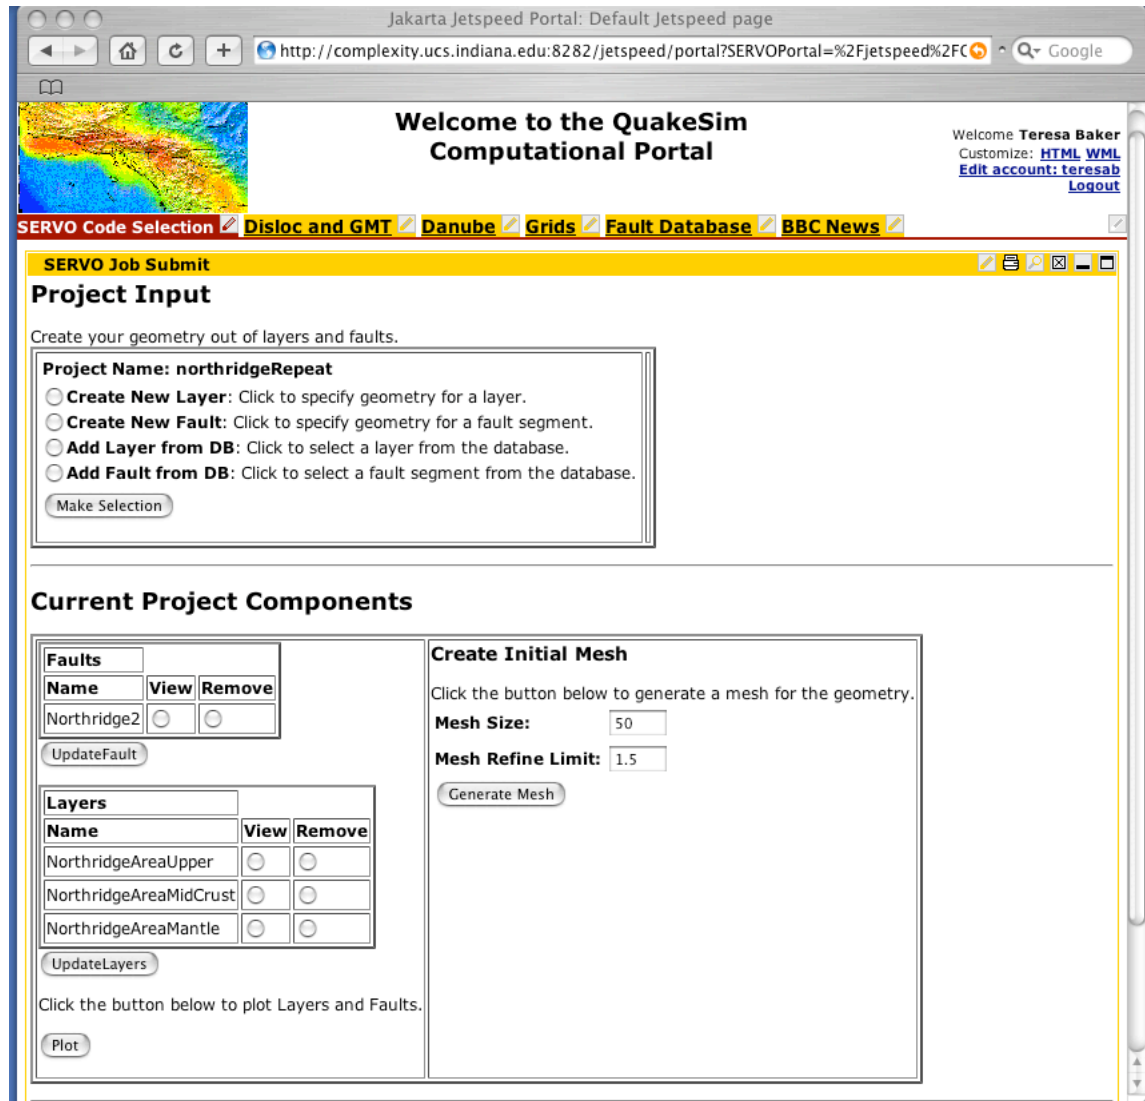 Jakarta Jetspeed Portal: Default Jetspeed page
http://complexity.ucs.indiana.edu:8282/jetspeed/portal?SERVOPortal=%2Fjetspeed%2FC
Google
Welcome to the QuakeSim
Computational Portal
Welcome Teresa Baker
Customize: HTML WML
Edit account: teresab
Logout
SERVO Code Selection Disloc and GMT Danube Grids Fault Database BBC News
SERVO Job Submit
Project Input
Create your geometry out of layers and faults.
Project Name: northridgeRepeat
Create New Layer: Click to specify geometry for a layer.
Create New Fault: Click to specify geometry for a fault segment.
Add Layer from DB: Click to select a layer from the database.
Add Fault from DB: Click to select a fault segment from the database.
Make Selection
Current Project Components
Faults
Name View Remove
Northridge2
UpdateFault
Layers
Name View Remove
NorthridgeAreaUpper
NorthridgeAreaMidCrust
NorthridgeAreaMantle
UpdateLayers
Click the button below to plot Layers and Faults.
Plot
Create Initial Mesh
Click the button below to generate a mesh for the geometry.
Mesh Size: 50
Mesh Refine Limit: 1.5
Generate Mesh